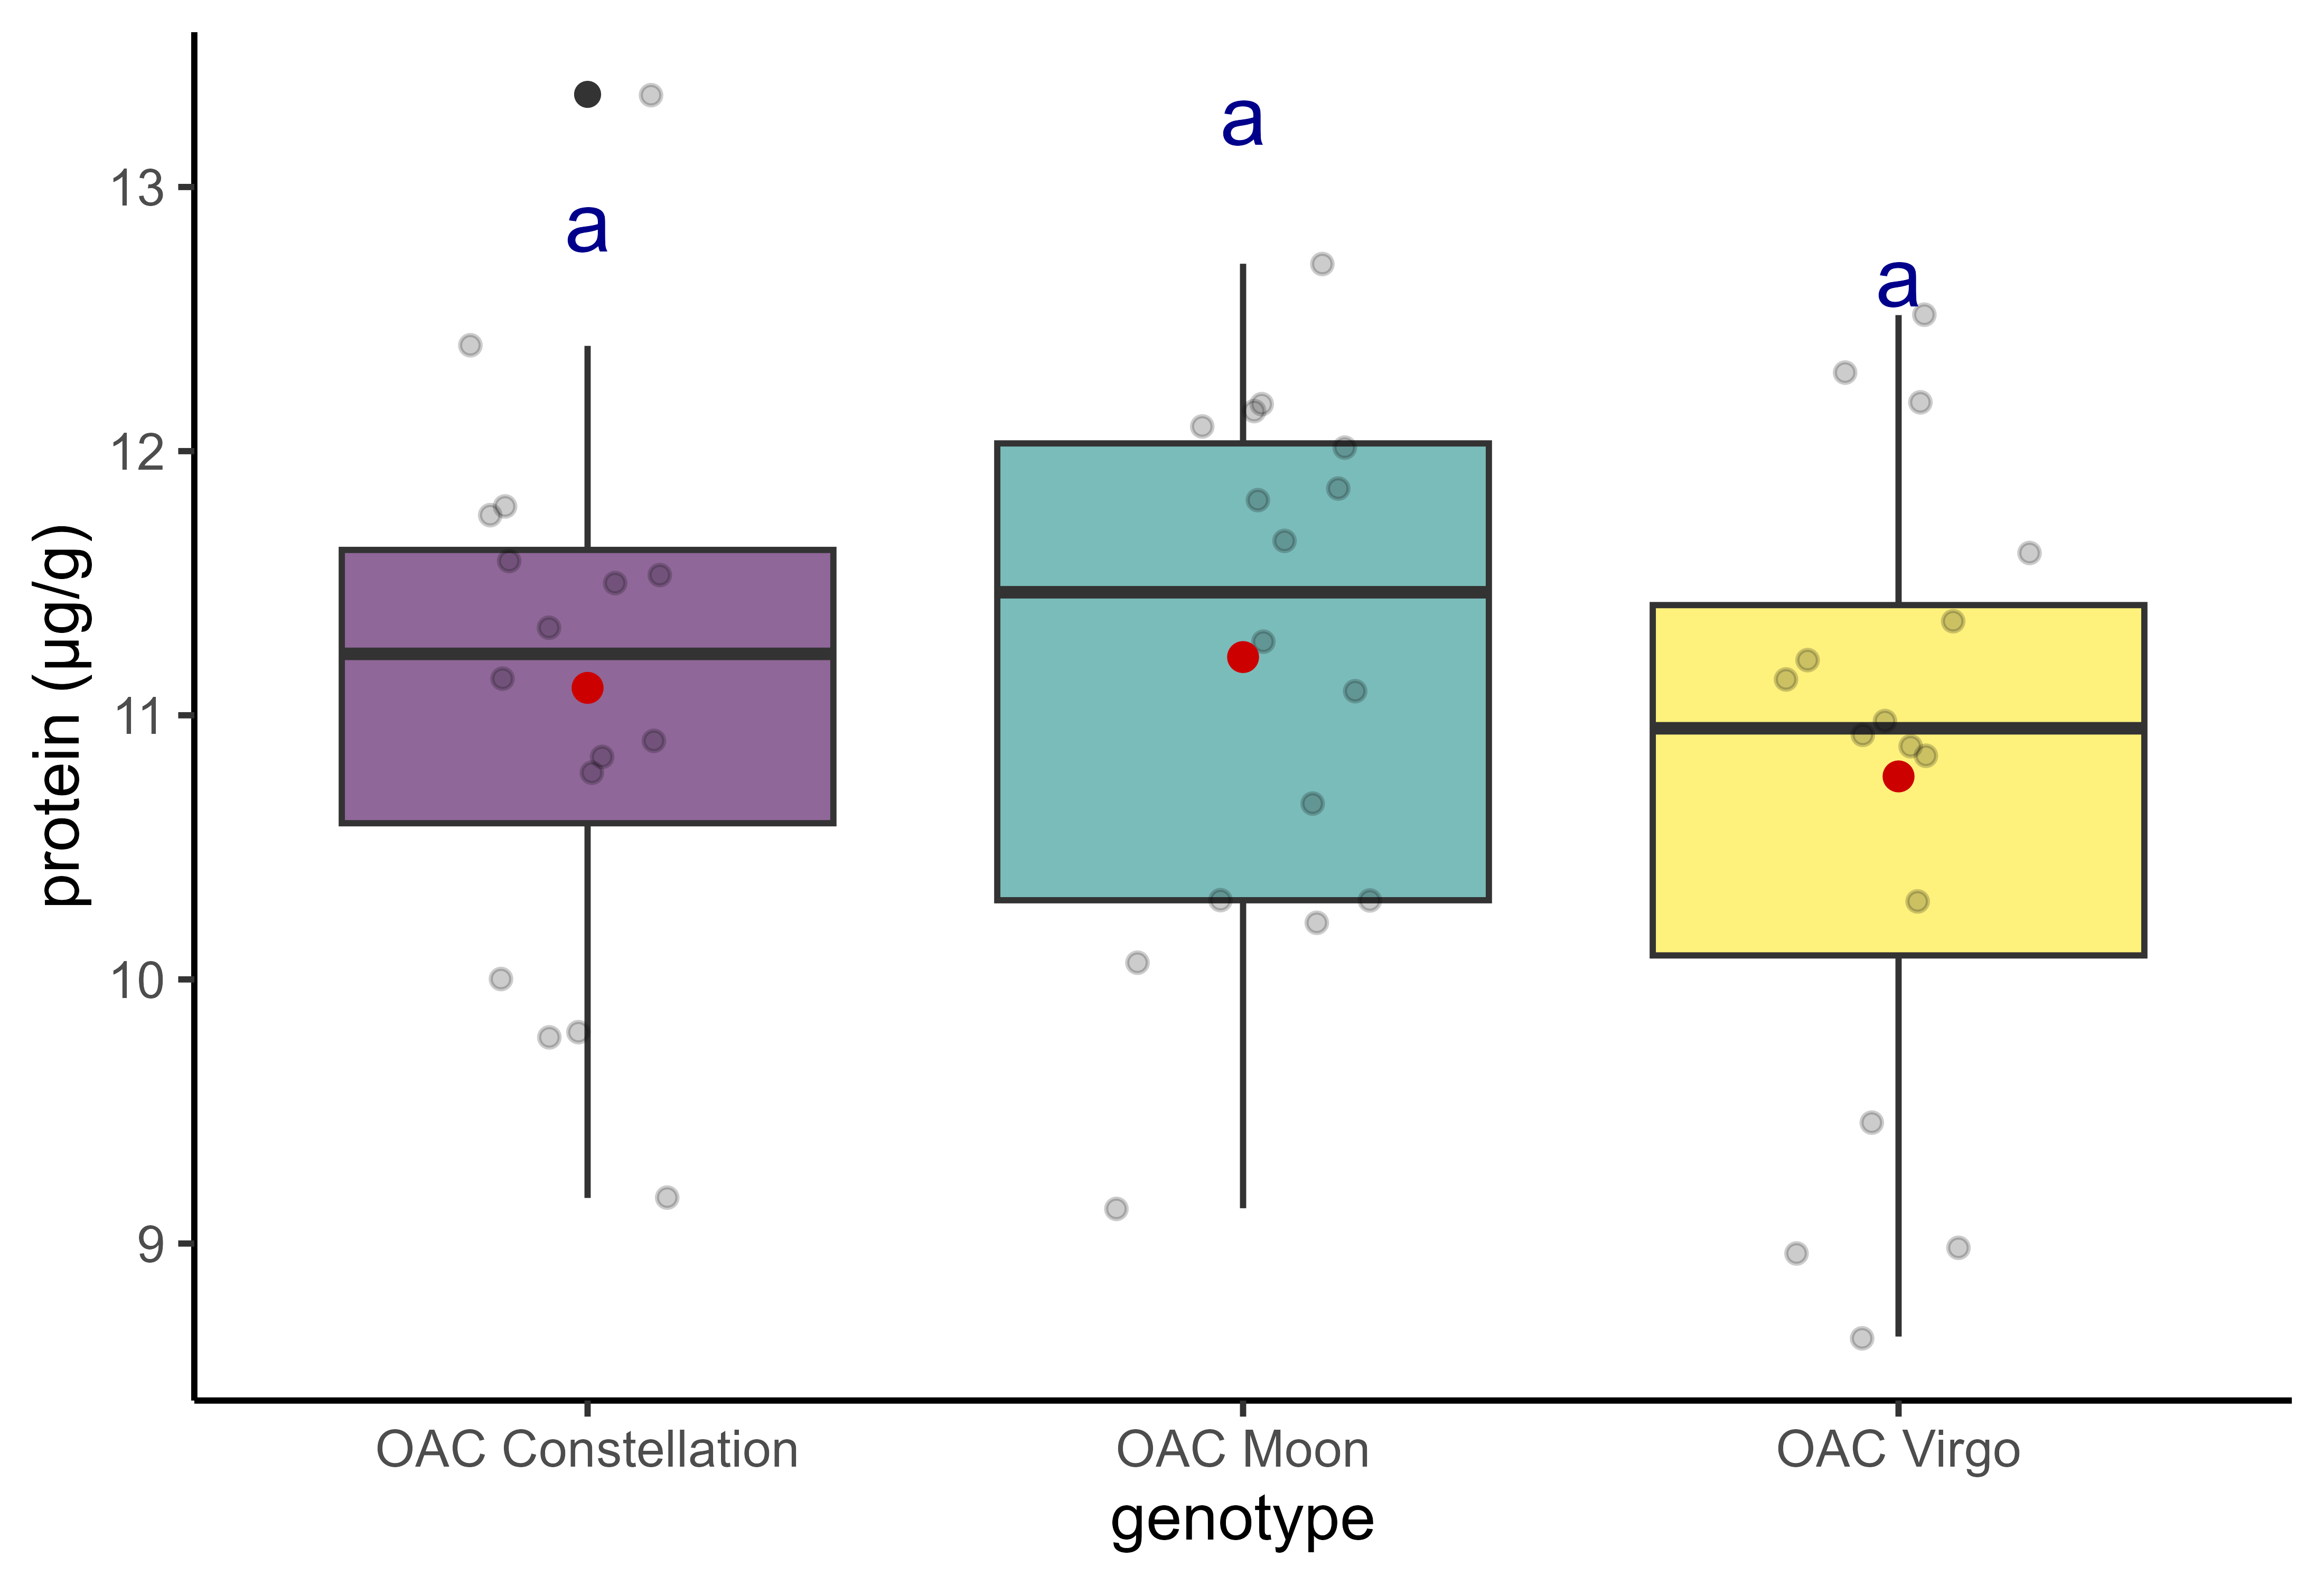 a
a
a
13
12
11
10
9
protein (µg/g)
OAC Constellation
OAC Moon
OAC Virgo
genotype